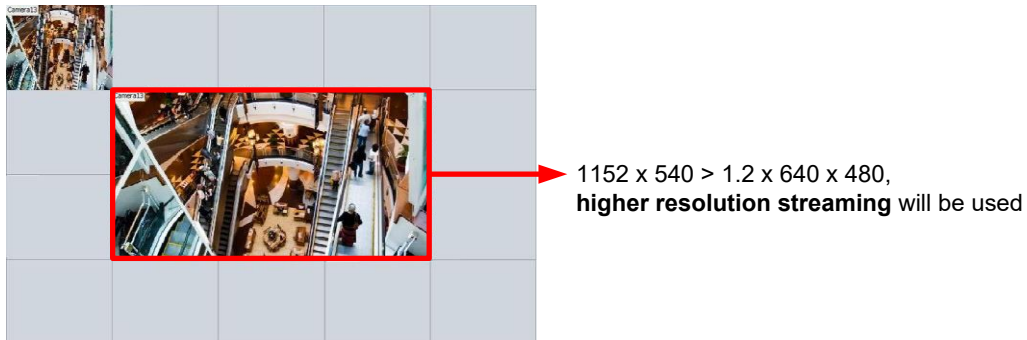 Camera13
Camera13
1152 x 540 > 1.2 x 640 x 480,
higher resolution streaming will be used